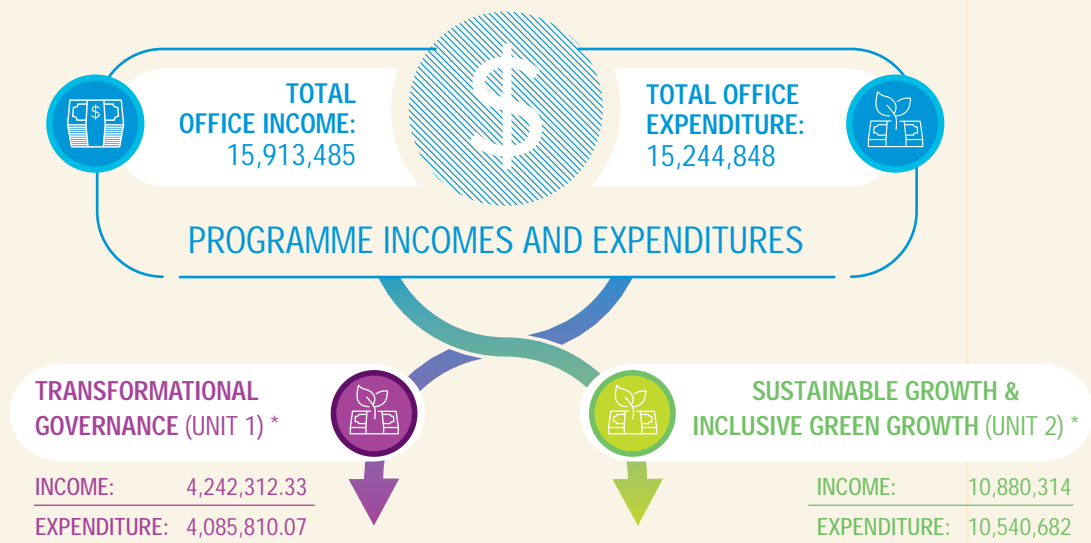 $
TOTAL
OFFICE INCOME:
15,913,485
$
TOTAL OFFICE
EXPENDITURE:
15,244,848
PROGRAMME INCOMES AND EXPENDITURES
TRANSFORMATIONAL
GOVERNANCE (UNIT 1) *
INCOME: 4,242,312.33
EXPENDITURE: 4,085,810.07
SUSTAINABLE GROWTH &
INCLUSIVE GREEN GROWTH (UNIT 2) *
INCOME: 10,880,314
EXPENDITURE: 10,540,682